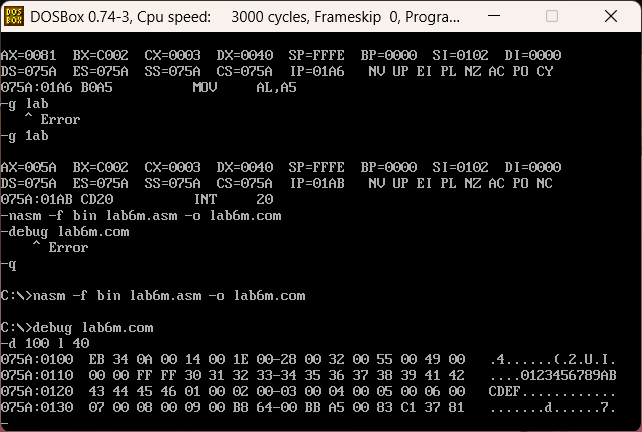 DOS BOX DOSBox 0.74-3, Cpu speed: 3000 cycles, Frameskip 0, Progra...
AX=0081 BX=C002 CX=0003 DX=0040 SP=FFFE BP=0000 SI=0102 DI=0000
DS=075A ES=075A SS=075A CS=075A IP=01A6 NV UP EI PL NZ AC PO CY
075A:01A6 B0A5 MOV AL,A5
-g lab
^ Error
-g 1ab
AX=005A BX=C002 CX=0003 DX=0040 SP=FFFE BP=0000 SI=0102 DI=0000
DS=075A ES=075A SS=075A CS=075A IP=01AB NV UP EI PL NZ AC PO NC
075A:01AB CD20 INT 20
-nasm -f bin lab6m.asm -o lab6m.com
-debug lab6m.com
^ Error
-q
C:\>nasm -f bin lab6m.asm -o lab6m.com
C:\>debug lab6m.com
-d 100 l 40
075A:0100 EB 34 0A 00 14 00 1E 00-28 00 32 00 55 00 49 00 .4......(.2.U.I.
075A:0110 00 00 FF FF 30 31 32 33-34 35 36 37 38 39 41 42 ....0123456789AB
075A:0120 43 44 45 46 01 00 02 00-03 00 04 00 05 00 06 00 CDEF............
075A:0130 07 00 08 00 09 00 B8 64-00 BB A5 00 83 C1 37 81 .......d......7.
-